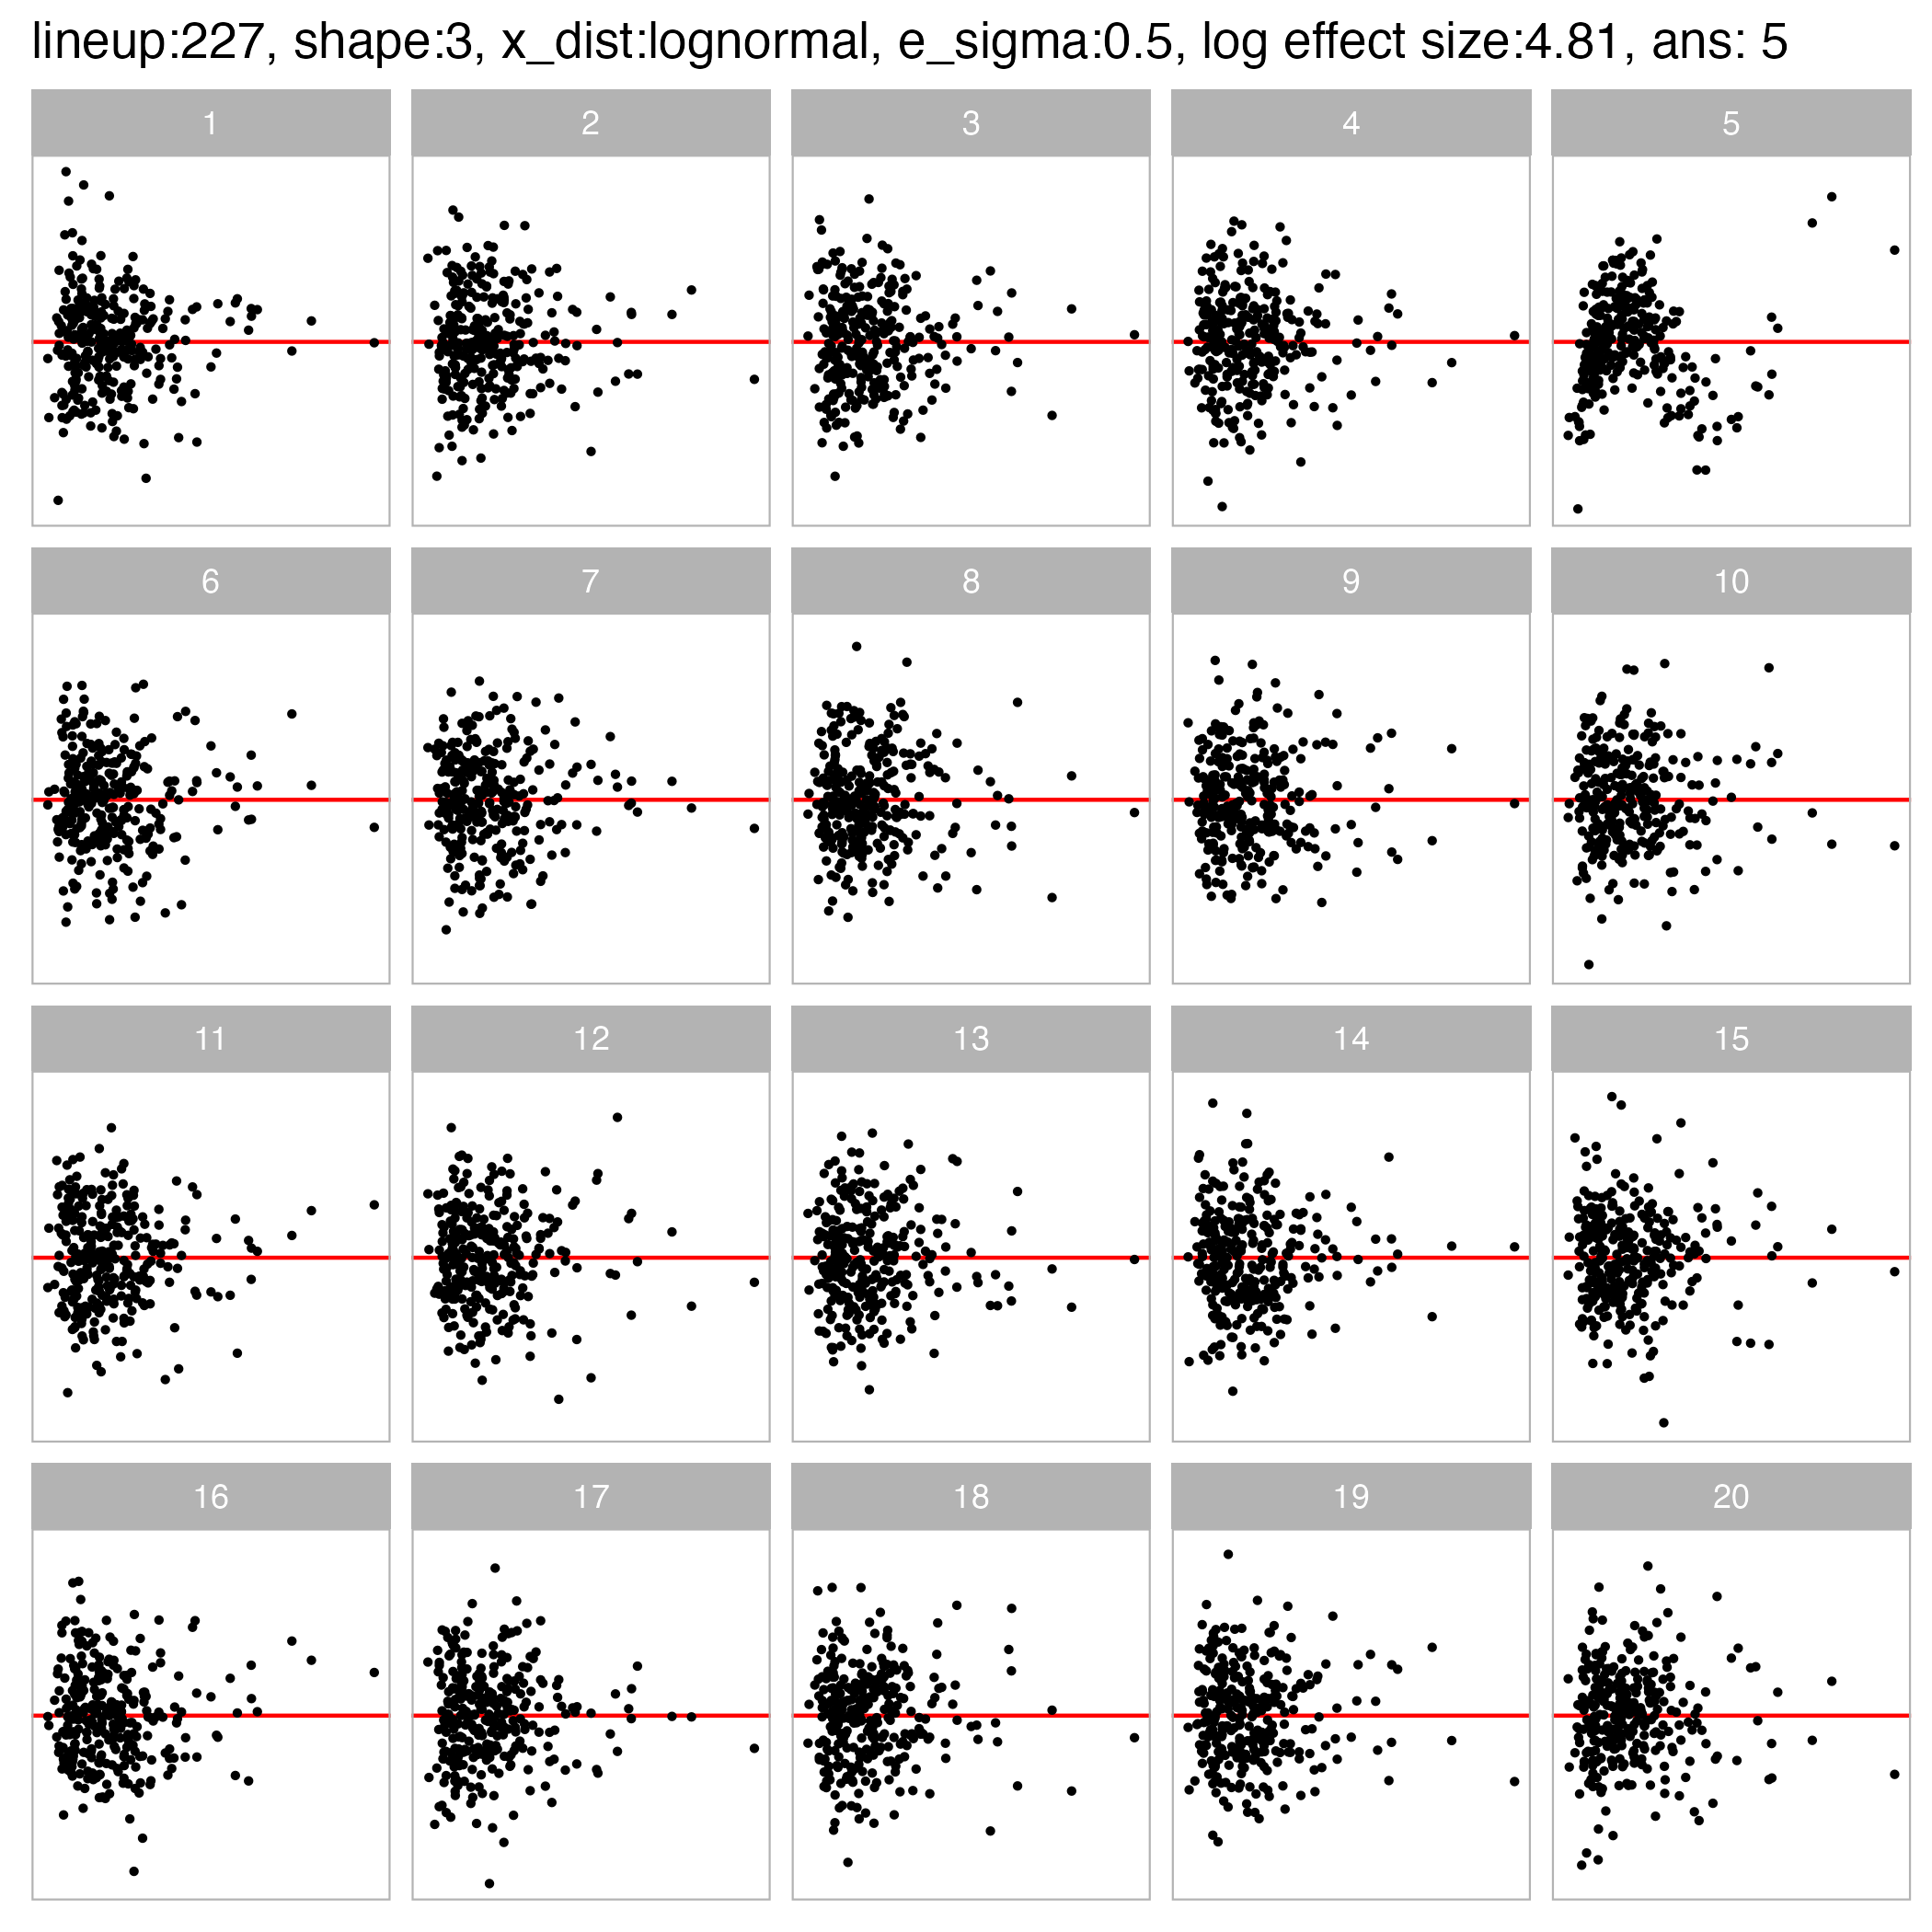 lineup:227, shape:3, x_dist:lognormal, e_sigma:0.5, log effect size:4.81, ans: 5
1 2 3 4 5
6 7 8 9 10
11 12 13 14 15
16 17 18 19 20